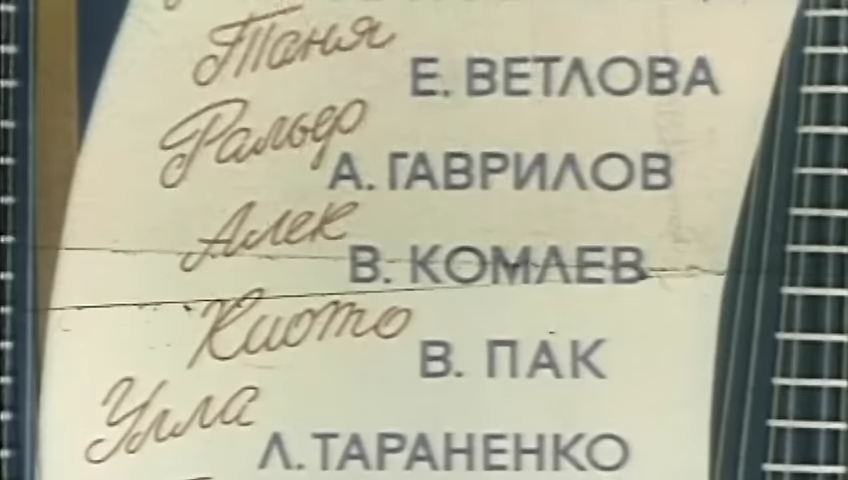 Таня
Е. ВЕТЛОВА
Ральф
А. ГАВРИЛОВ
Алек
В. КОМЛЕВ
Киото
В. ПАК
Улла
Л. ТАРАНЕНКО